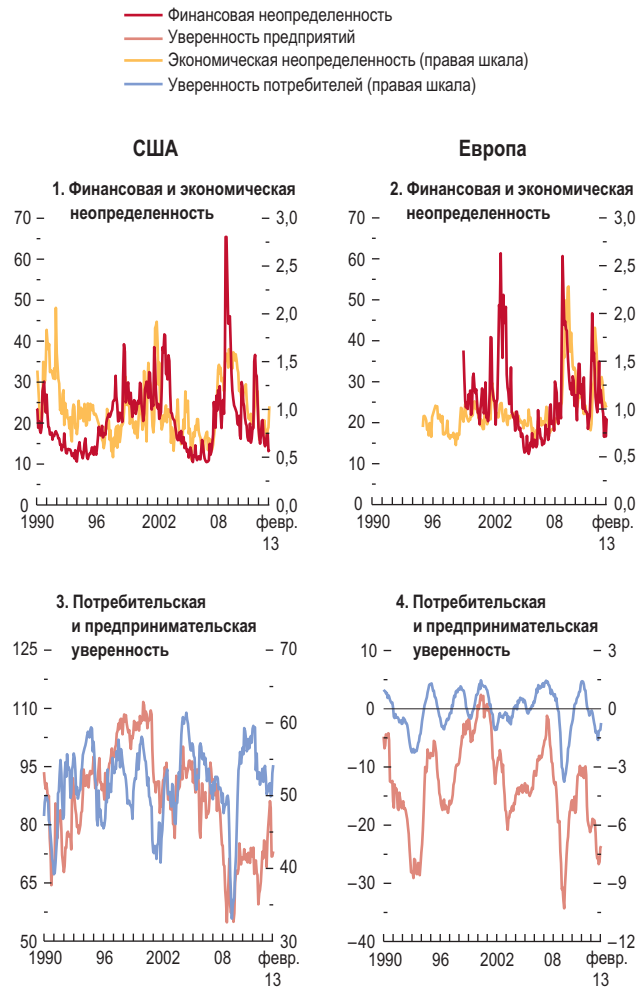 Финансовая неопределенность
Уверенность предприятий
Экономическая неопределенность (правая шкала)
Уверенность потребителей (правая шкала)
США
Европа
1. Финансовая и экономическая
неопределенность
70
60
50
40
30
20
10
0
3,0
2,5
2,0
1,5
1,0
0,5
0,0
1990 96 2002 08 февр.
13
2. Финансовая и экономическая
неопределенность
70
60
50
40
30
20
10
0
3,0
2,5
2,0
1,5
1,0
0,5
0,0
1990 96 2002 08 февр.
13
3. Потребительская
и предпринимательская
уверенность
125
110
95
80
65
50
70
60
50
40
30
1990 96 2002 08 февр.
13
4. Потребительская
и предпринимательская
уверенность
10
0
–10
–20
–30
–40
3
0
–3
–6
–9
–12
1990 96 2002 08 февр.
13